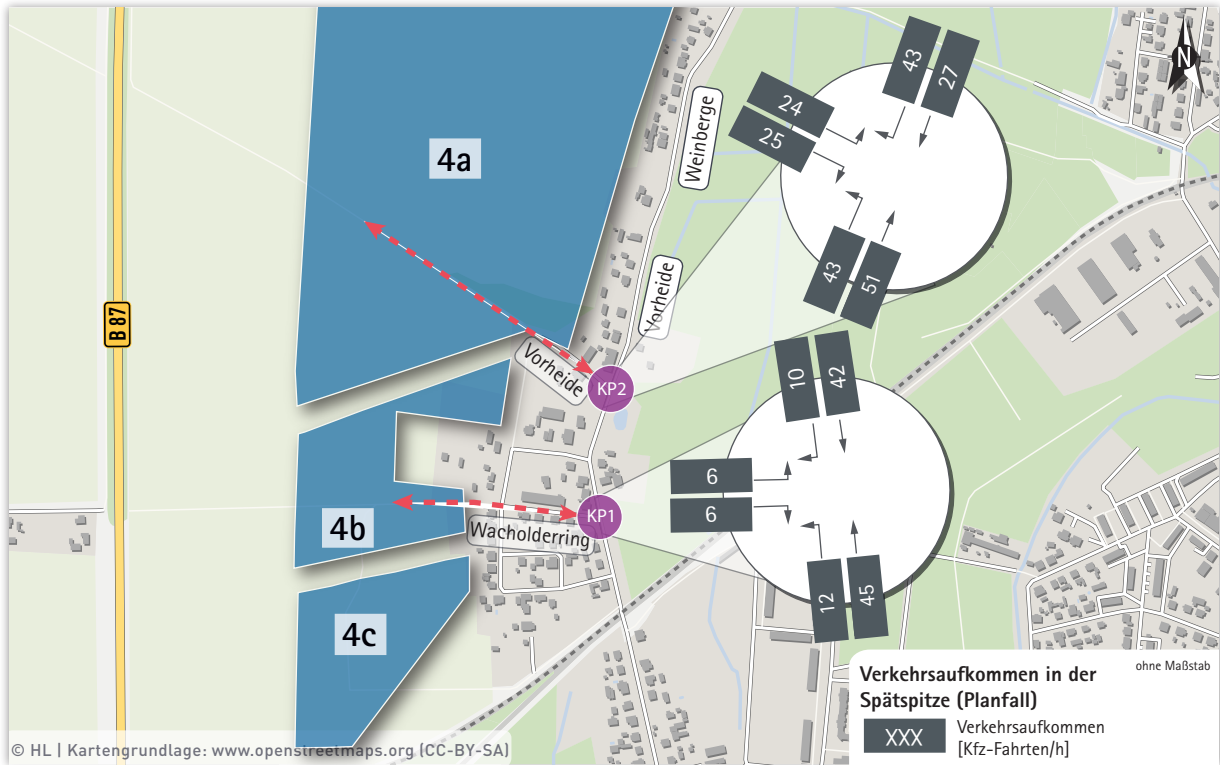 4a
4b
4c
B 87
Weinberge
Vorheide
Vorheide
Wacholderring
KP2
KP1
N
24
25
43
27
43
51
10
42
6
6
12
45
Verkehrsaufkommen in der
Spätspitze (Planfall)
ohne Maßstab
XXX
Verkehrsaufkommen
[Kfz-Fahrten/h]
© HL | Kartengrundlage: www.openstreetmaps.org (CC-BY-SA)